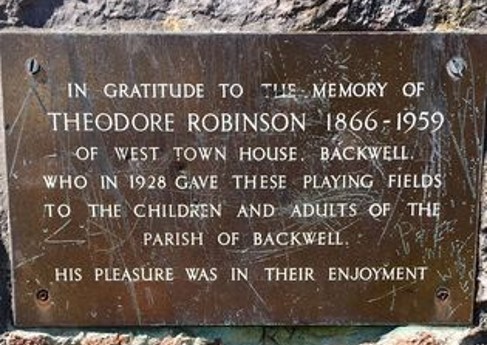 IN GRATITUDE TO THE MEMORY OF
THEODORE ROBINSON 1866-1959
OF WEST TOWN HOUSE. BACKWELL.
WHO IN 1928 GAVE THESE PLAYING FIELDS
TO THE CHILDREN AND ADULTS OF THE
PARISH OF BACKWELL.
HIS PLEASURE WAS IN THEIR ENJOYMENT